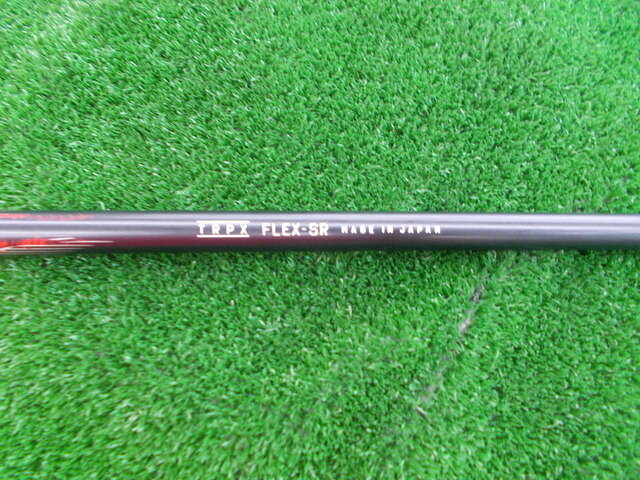 TRPX FLEX-SR MADE IN JAPAN